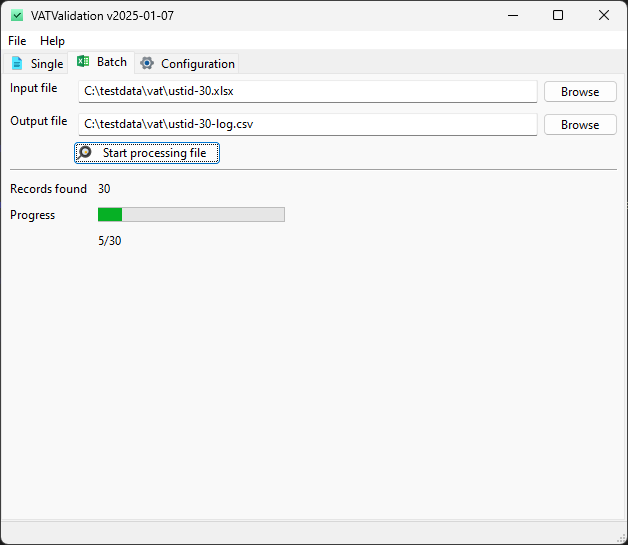 VATValidation v2025-01-07
File Help
Single Batch Configuration
Input file C:\testdata\vat\ustid-30.xlsx Browse
Output file C:\testdata\vat\ustid-30-log.csv Browse
Start processing file
Records found 30
Progress
5/30